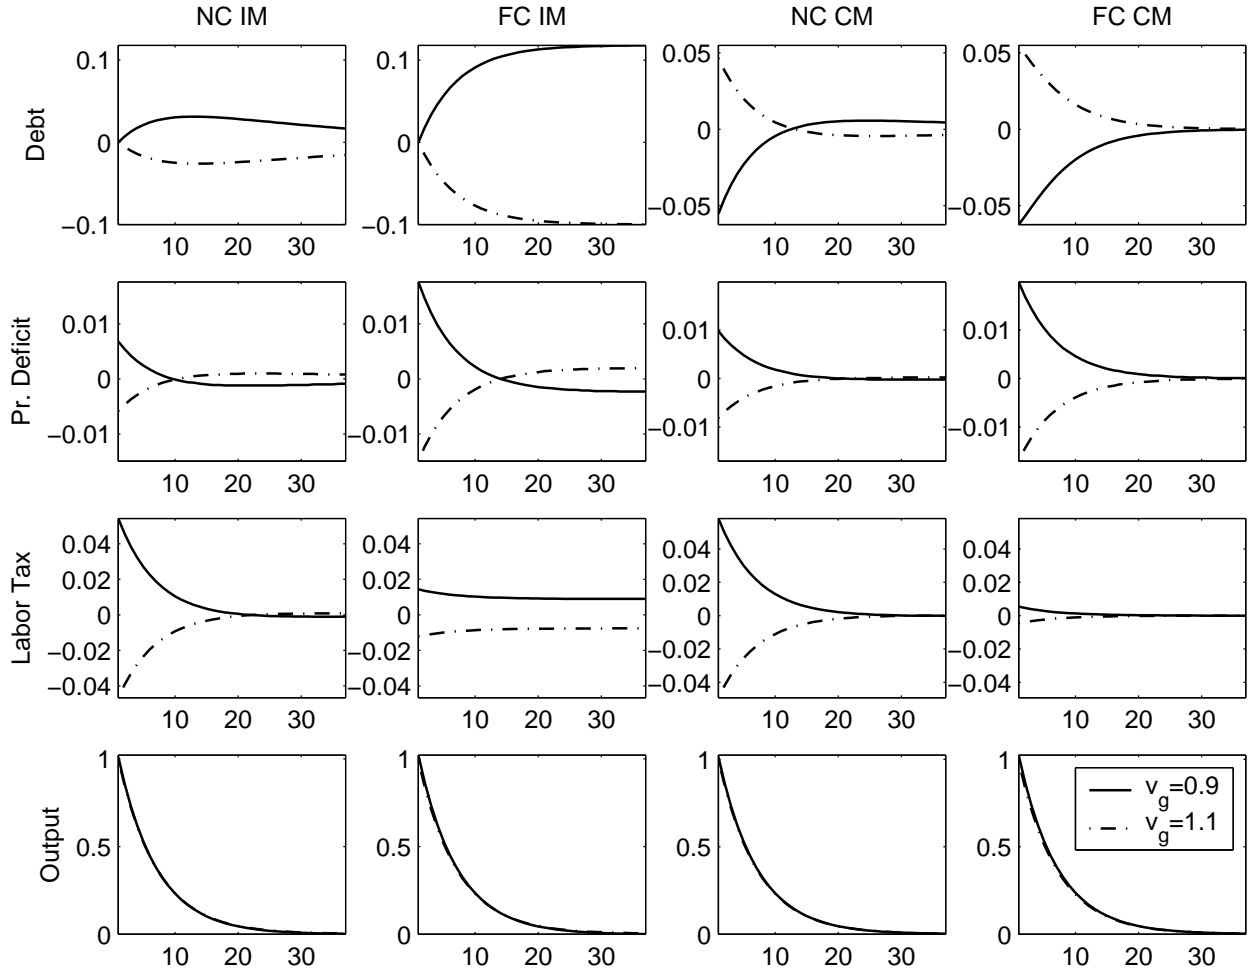 NC IM FC IM NC CM FC CM
Debt
0.1 0.1 0.05 0.05
0 0 0 0
−0.1 −0.1 −0.05 −0.05
10 20 30 10 20 30 10 20 30 10 20 30
Pr. Deficit
0.01 0.01 0.01 0.01
0 0 0 0
−0.01 −0.01 −0.01 −0.01
10 20 30 10 20 30 10 20 30 10 20 30
Labor Tax
0.04 0.04 0.04 0.04
0.02 0.02 0.02 0.02
0 0 0 0
−0.02 −0.02 −0.02 −0.02
−0.04 −0.04 −0.04 −0.04
10 20 30 10 20 30 10 20 30 10 20 30
Output
1 1 1 1
0.5 0.5 0.5 0.5
0 0 0 0
10 20 30 10 20 30 10 20 30 10 20 30
v_g=0.9
v_g=1.1